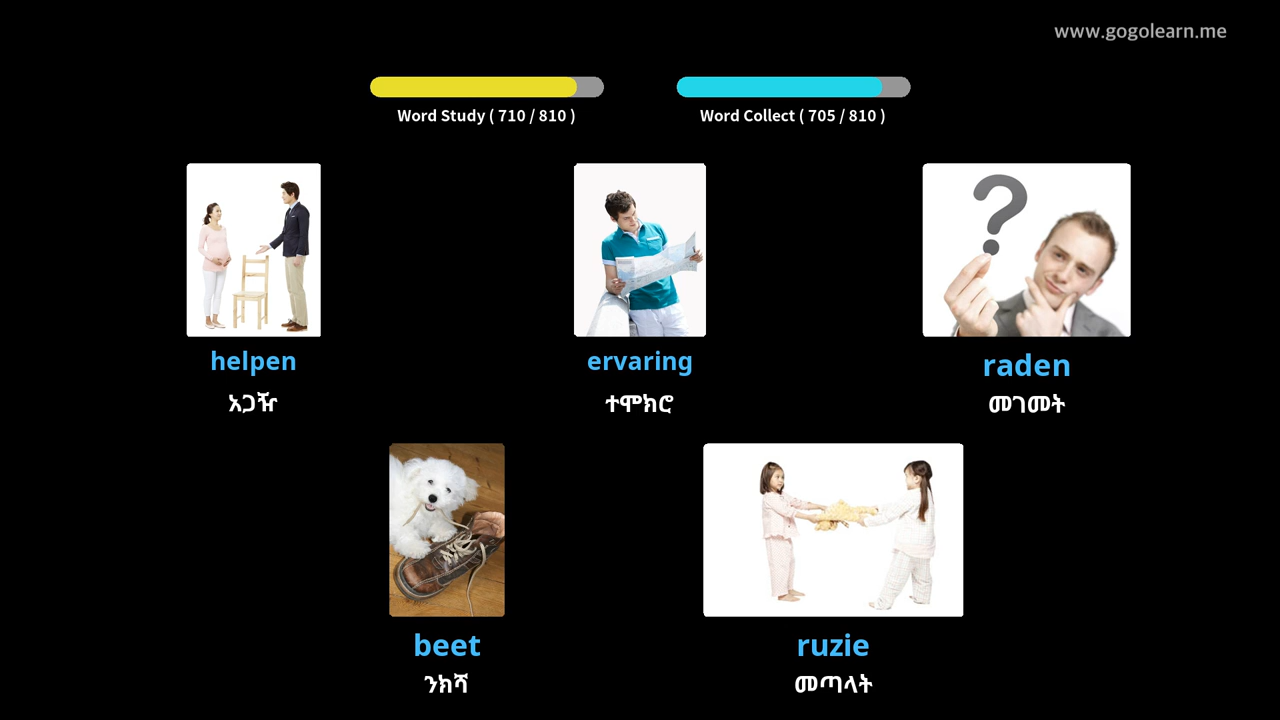 www.gogolearn.me
Word Study ( 710 / 810 )
Word Collect ( 705 / 810 )
helpen
አጋዥ
ervaring
ተሞክሮ
raden
መገመት
beet
ንክሻ
ruzie
መጣላት